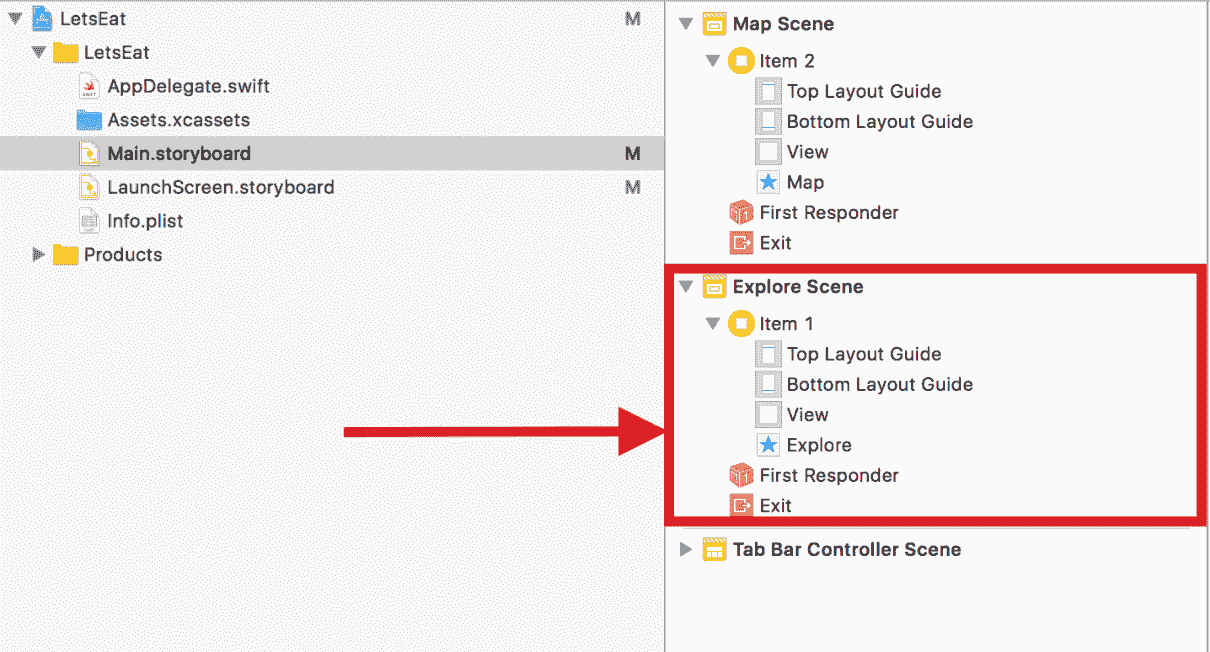 LetsEat M
LetsEat
AppDelegate.swift
Assets.xcassets
Main.storyboard M
LaunchScreen.storyboard M
Info.plist
Products
Map Scene
Item 2
Top Layout Guide
Bottom Layout Guide
View
Map
First Responder
Exit
Explore Scene
Item 1
Top Layout Guide
Bottom Layout Guide
View
Explore
First Responder
Exit
Tab Bar Controller Scene